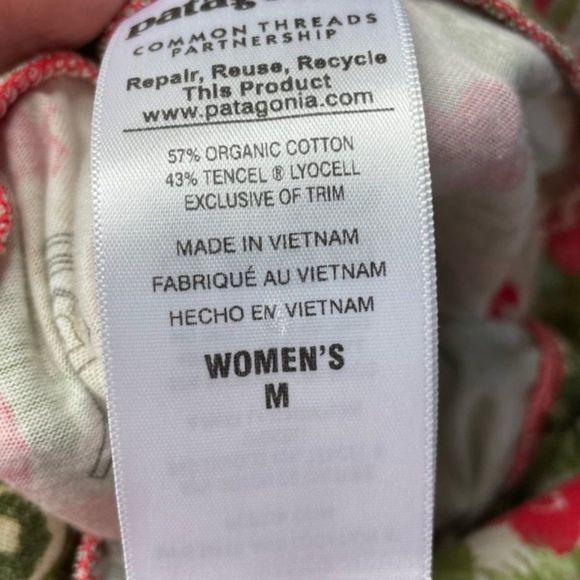 COMMON THREADS
PARTNERSHIP
Repair, Reuse, Recycle
This Product
www.patagonia.com
57% ORGANIC COTTON
43% TENCEL ® LYOCELL
EXCLUSIVE OF TRIM
MADE IN VIETNAM
FABRIQUÉ AU VIETNAM
HECHO EN VIETNAM
WOMEN'S
M